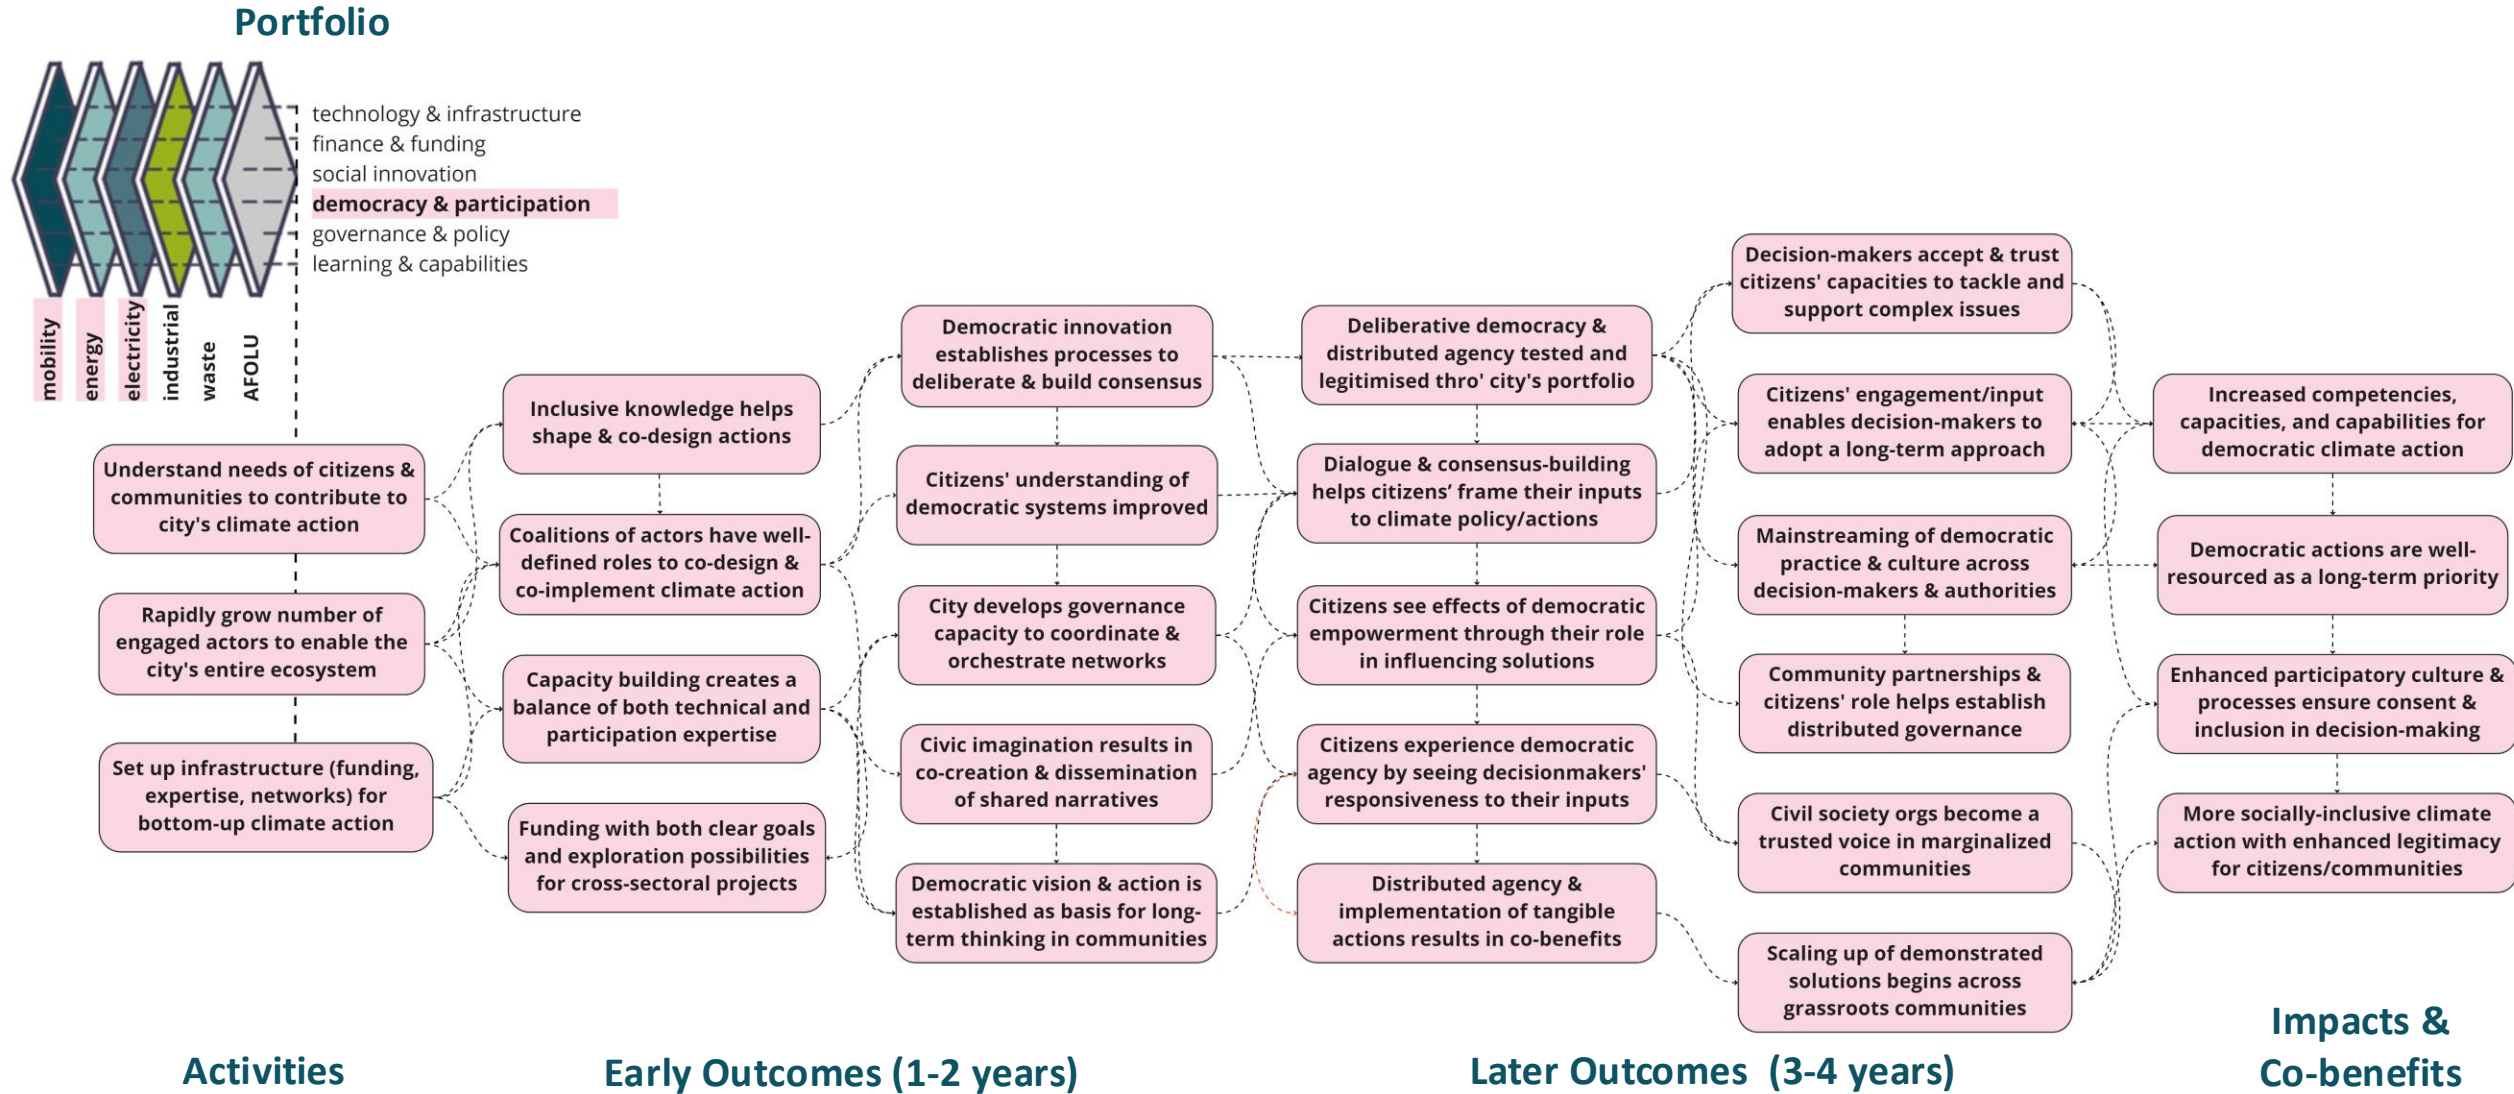 Portfolio
technology & infrastructure
finance & funding
social innovation
democracy & participation
governance & policy
learning & capabilities
mobility
energy
electricity
industrial
waste
AFOLU
Understand needs of citizens &
communities to contribute to
city's climate action
Rapidly grow number of
engaged actors to enable the
city's entire ecosystem
Set up infrastructure (funding,
expertise, networks) for
bottom-up climate action
Inclusive knowledge helps
shape & co-design actions
Coalitions of actors have well-
defined roles to co-design &
co-implement climate action
Capacity building creates a
balance of both technical and
participation expertise
Funding with both clear goals
and exploration possibilities
for cross-sectoral projects
Democratic innovation
establishes processes to
deliberate & build consensus
Citizens' understanding of
democratic systems improved
City develops governance
capacity to coordinate &
orchestrate networks
Civic imagination results in
co-creation & dissemination
of shared narratives
Democratic vision & action is
established as basis for long-
term thinking in communities
Deliberative democracy &
distributed agency tested and
legitimised thro' city's portfolio
Dialogue & consensus-building
helps citizens’ frame their inputs
to climate policy/actions
Citizens see effects of democratic
empowerment through their role
in influencing solutions
Citizens experience democratic
agency by seeing decisionmakers'
responsiveness to their inputs
Distributed agency &
implementation of tangible
actions results in co-benefits
Decision-makers accept & trust
citizens' capacities to tackle and
support complex issues
Citizens' engagement/input
enables decision-makers to
adopt a long-term approach
Mainstreaming of democratic
practice & culture across
decision-makers & authorities
Community partnerships &
citizens' role helps establish
distributed governance
Civil society orgs become a
trusted voice in marginalized
communities
Scaling up of demonstrated
solutions begins across
grassroots communities
Increased competencies,
capacities, and capabilities for
democratic climate action
Democratic actions are well-
resourced as a long-term priority
Enhanced participatory culture &
processes ensure consent &
inclusion in decision-making
More socially-inclusive climate
action with enhanced legitimacy
for citizens/communities
Activities
Early Outcomes (1-2 years)
Later Outcomes (3-4 years)
Impacts &
Co-benefits